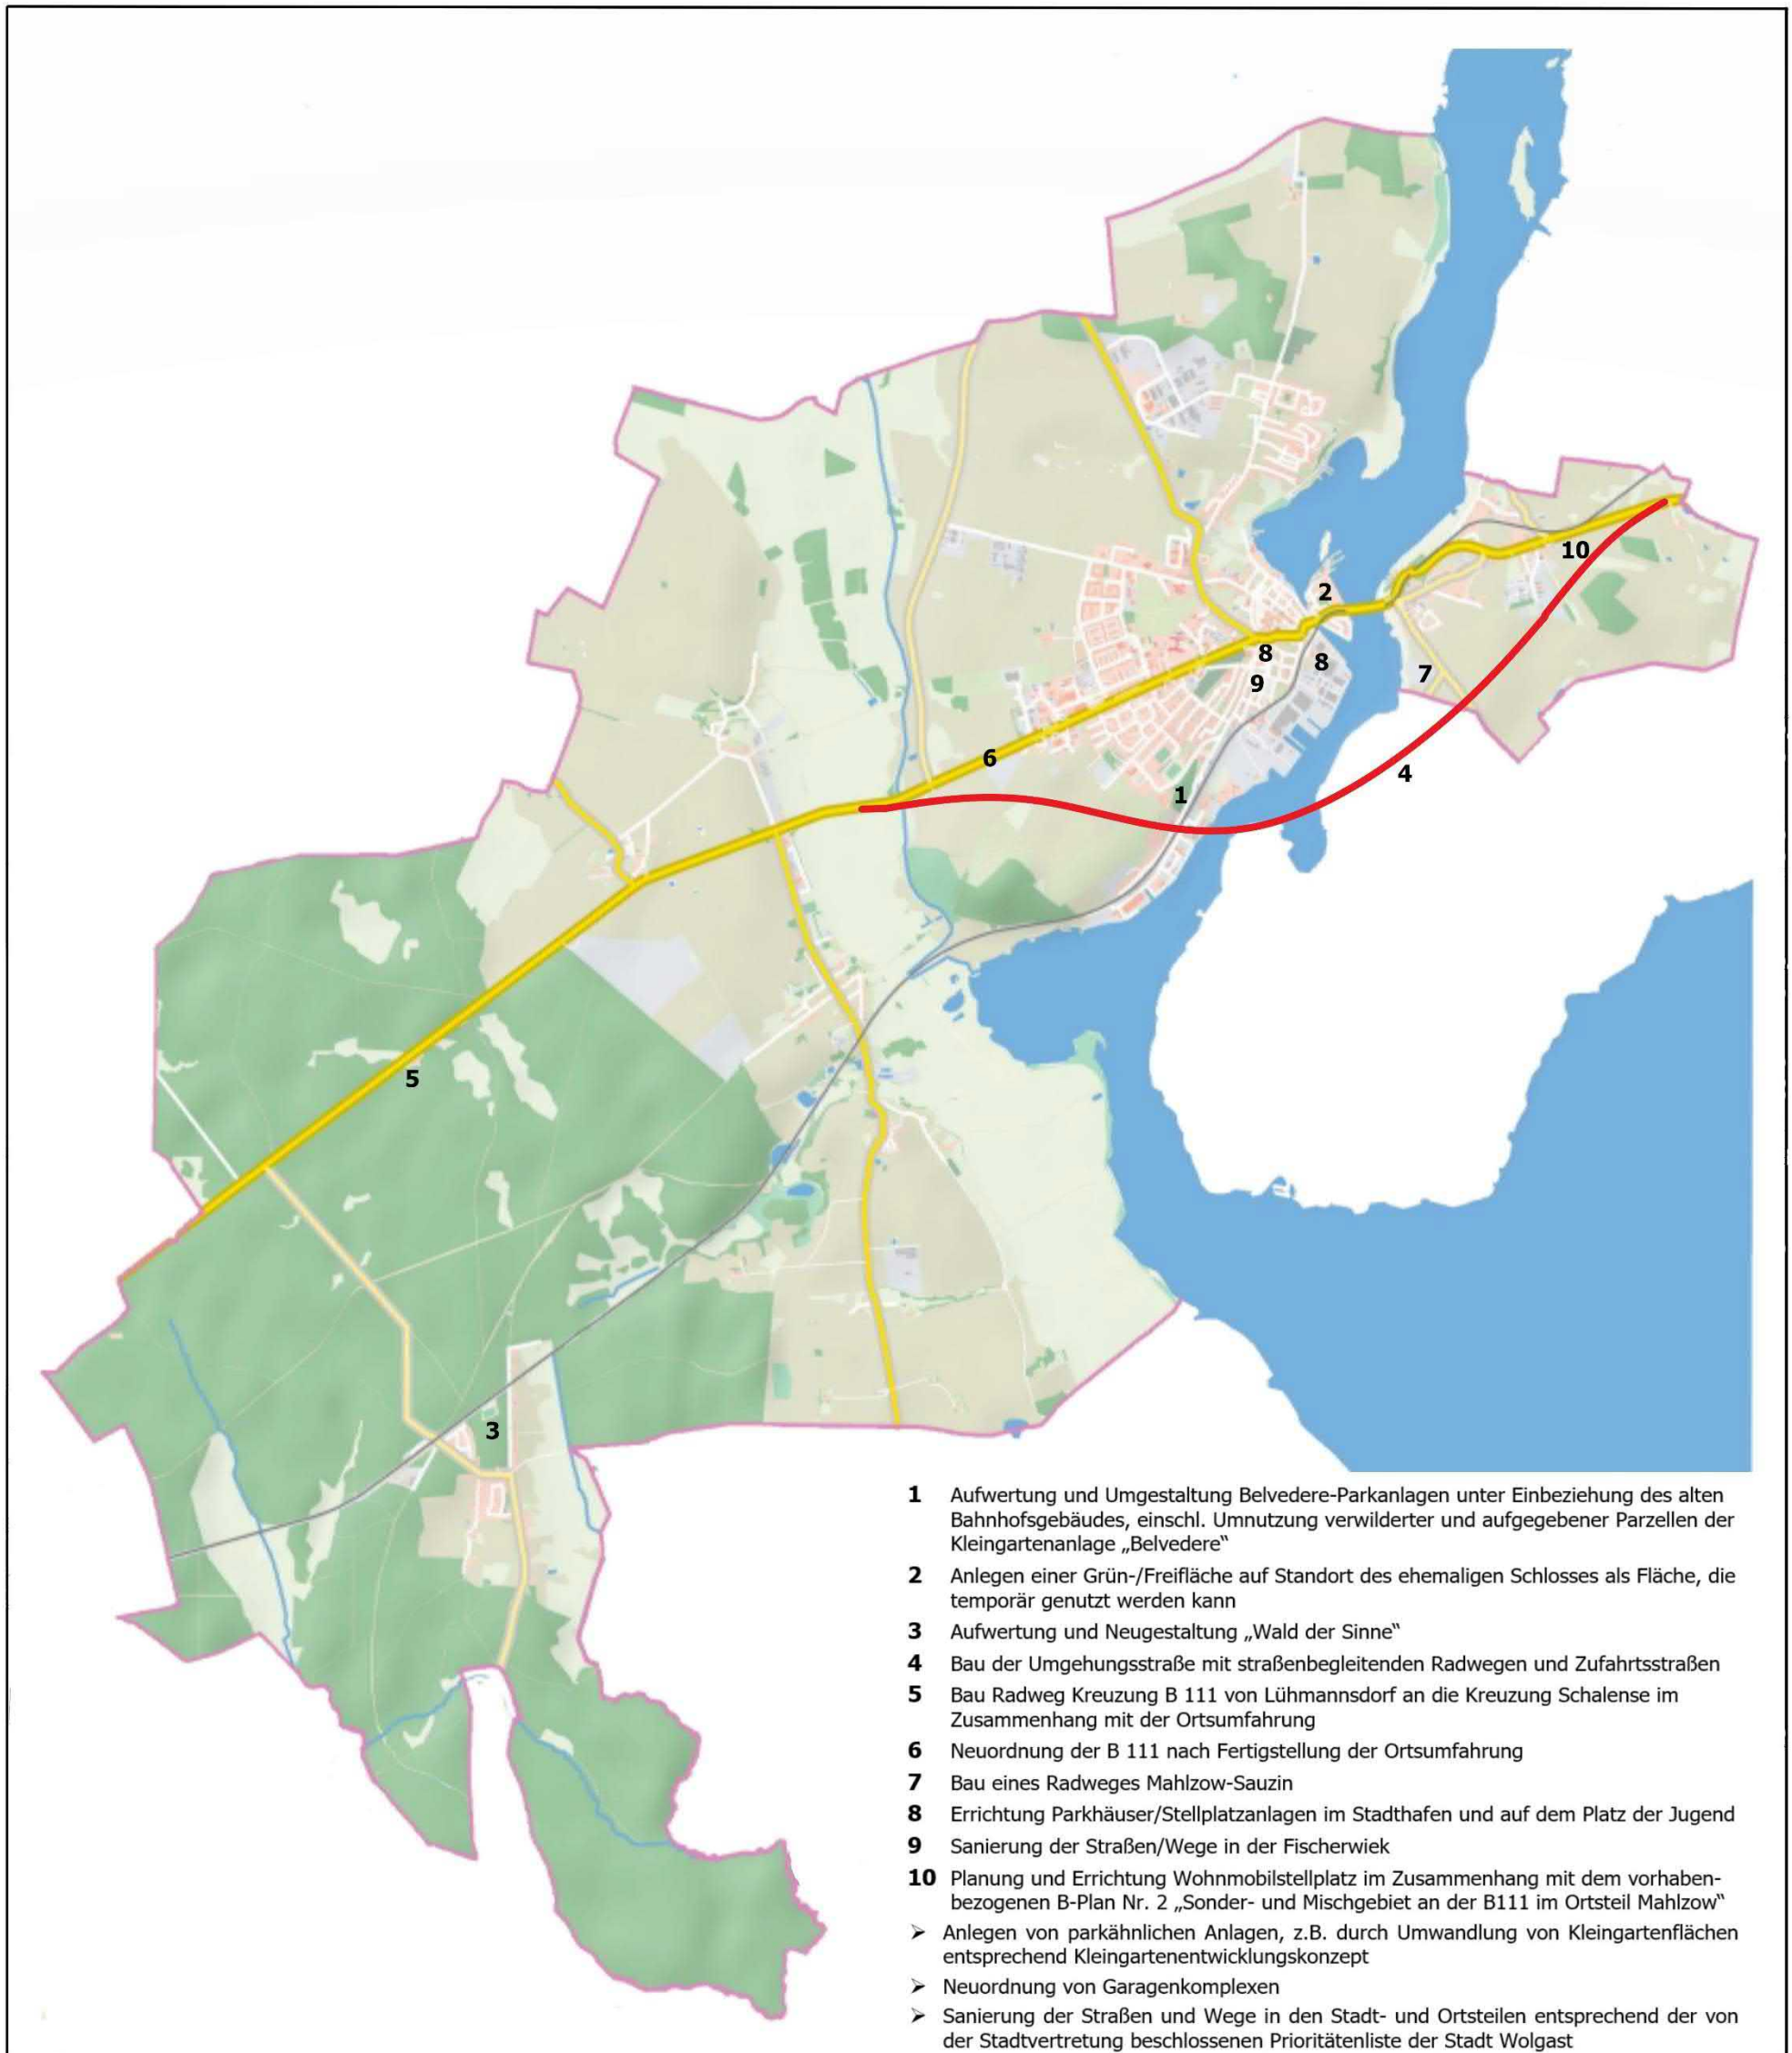 2
10
8
8
7
9
6
4
1
5
3
1 Aufwertung und Umgestaltung Belvedere-Parkanlagen unter Einbeziehung des alten
Bahnhofsgebäudes, einschl. Umnutzung verwilderter und aufgegebener Parzellen der
Kleingartenanlage „Belvedere“
2 Anlegen einer Grün-/Freifläche auf Standort des ehemaligen Schlosses als Fläche, die
temporär genutzt werden kann
3 Aufwertung und Neugestaltung „Wald der Sinne“
4 Bau der Umgehungsstraße mit straßenbegleitenden Radwegen und Zufahrtsstraßen
5 Bau Radweg Kreuzung B 111 von Lühmannsdorf an die Kreuzung Schalense im
Zusammenhang mit der Ortsumfahrung
6 Neuordnung der B 111 nach Fertigstellung der Ortsumfahrung
7 Bau eines Radweges Mahlzow-Sauzin
8 Errichtung Parkhäuser/Stellplatzanlagen im Stadthafen und auf dem Platz der Jugend
9 Sanierung der Straßen/Wege in der Fischerwiek
10 Planung und Errichtung Wohnmobilstellplatz im Zusammenhang mit dem vorhaben-
bezogenen B-Plan Nr. 2 „Sonder- und Mischgebiet an der B111 im Ortsteil Mahlzow“
➢ Anlegen von parkähnlichen Anlagen, z.B. durch Umwandlung von Kleingartenflächen
entsprechend Kleingartenentwicklungskonzept
➢ Neuordnung von Garagenkomplexen
➢ Sanierung der Straßen und Wege in den Stadt- und Ortsteilen entsprechend der von
der Stadtvertretung beschlossenen Prioritätenliste der Stadt Wolgast